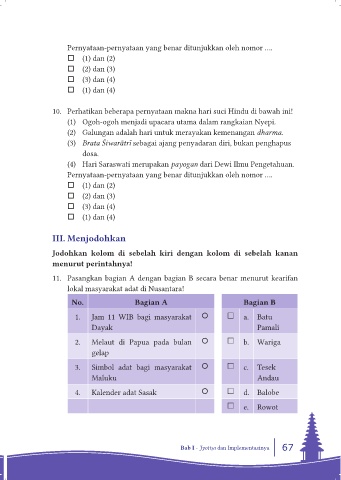 Pernyataan-pernyataan yang benar ditunjukkan oleh nomor ....
(1) dan (2)
(2) dan (3)
(3) dan (4)
(1) dan (4)
10. Perhatikan beberapa pernyataan makna hari suci Hindu di bawah ini!
(1) Ogoh-ogoh menjadi upacara utama dalam rangkaian Nyepi.
(2) Galungan adalah hari untuk merayakan kemenangan dharma.
(3) Brata Śiwarātri sebagai ajang penyadaran diri, bukan penghapus
dosa.
(4) Hari Saraswati merupakan payogan dari Dewi Ilmu Pengetahuan.
Pernyataan-pernyataan yang benar ditunjukkan oleh nomor ....
(1) dan (2)
(2) dan (3)
(3) dan (4)
(1) dan (4)
III. Menjodohkan
Jodohkan kolom di sebelah kiri dengan kolom di sebelah kanan
menurut perintahnya!
11. Pasangkan bagian A dengan bagian B secara benar menurut kearifan
lokal masyarakat adat di Nusantara!
No. Bagian A Bagian B
1. Jam 11 WIB bagi masyarakat a. Batu
Dayak Pamali
2. Melaut di Papua pada bulan b. Wariga
gelap
3. Simbol adat bagi masyarakat c. Tesek
Maluku Andau
4. Kalender adat Sasak d. Balobe
e. Rowot
Bab I - Jyotisa dan Implementasinya 67